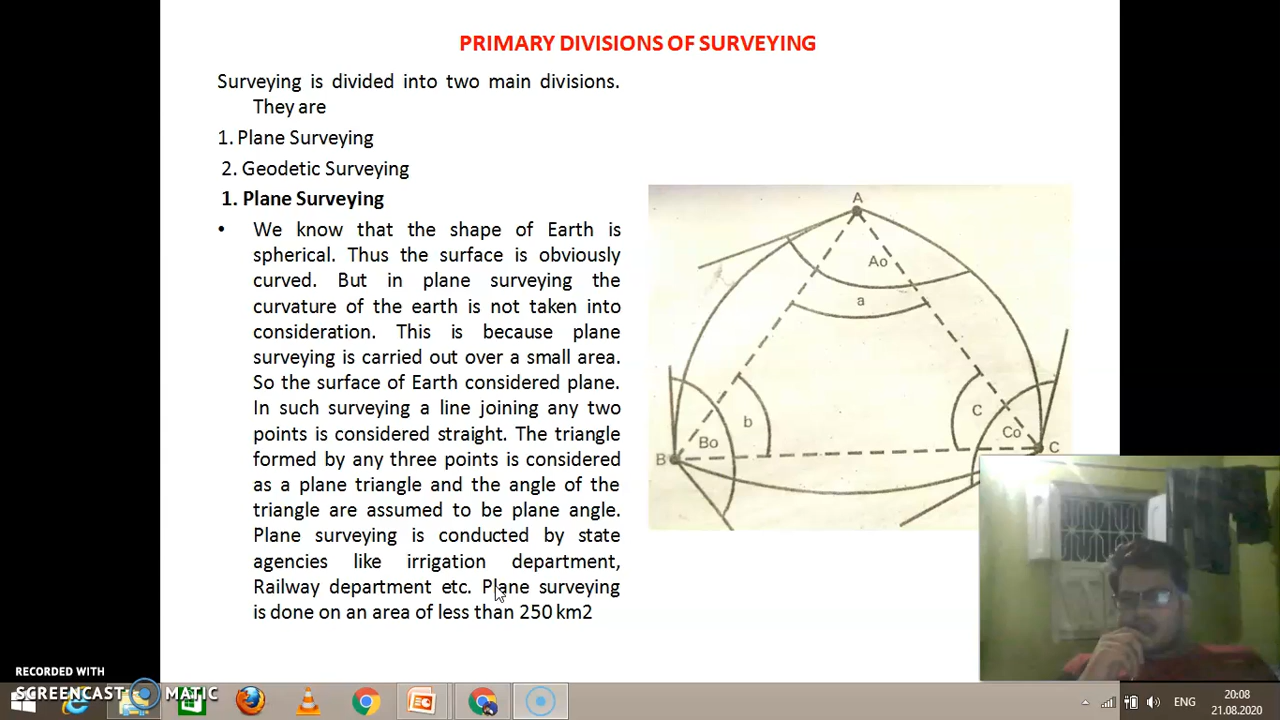 PRIMARY DIVISIONS OF SURVEYING
Surveying is divided into two main divisions.
They are
1. Plane Surveying
2. Geodetic Surveying
1. Plane Surveying
• We know that the shape of Earth is
spherical. Thus the surface is obviously
curved. But in plane surveying the
curvature of the earth is not taken into
consideration. This is because plane
surveying is carried out over a small area.
So the surface of Earth considered plane.
In such surveying a line joining any two
points is considered straight. The triangle
formed by any three points is considered
as a plane triangle and the angle of the
triangle are assumed to be plane angle.
Plane surveying is conducted by state
agencies like irrigation department,
Railway department etc. Plane surveying
is done on an area of less than 250 km2
A
Ao
a
b
Bo
B
C
Co
C
RECORDED WITH
SCREENCAST MATIC
ENG
20:08
21.08.2020